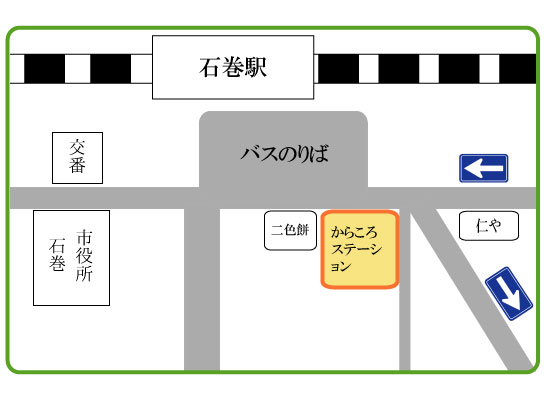 石巻駅
バスのりば
交番
石巻
市役所
二色餅
からころ
ステーシ
ョン
仁や